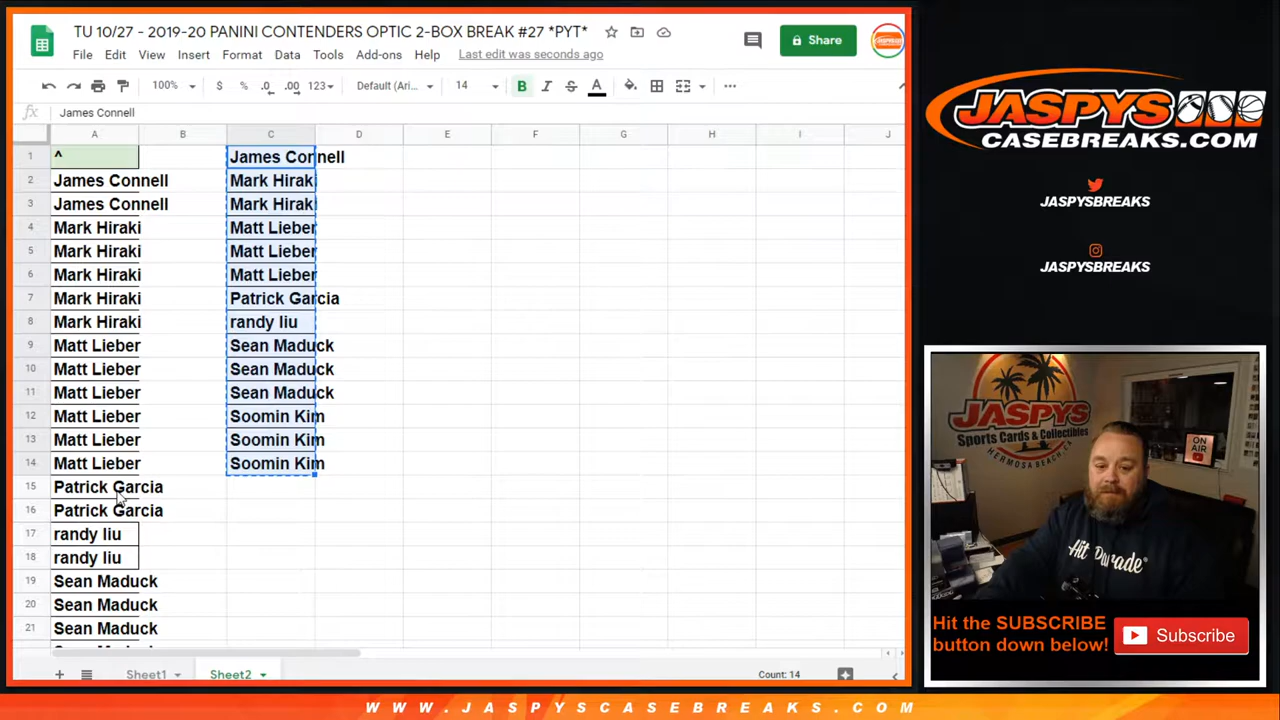 TU 10/27 - 2019-20 PANINI CONTENDERS OPTIC 2-BOX BREAK #27 *PYT*
File Edit View Insert Format Data Tools Add-ons Help Last edit was seconds ago
Share
100% $ % .0 .00 123 Default (Ari... 14 B I S A
fx James Connell
A B C D E F G H I J
1 ^ James Connell
2 James Connell Mark Hiraki
3 James Connell Mark Hiraki
4 Mark Hiraki Matt Lieber
5 Mark Hiraki Matt Lieber
6 Mark Hiraki Matt Lieber
7 Mark Hiraki Patrick Garcia
8 Mark Hiraki randy liu
9 Matt Lieber Sean Maduck
10 Matt Lieber Sean Maduck
11 Matt Lieber Sean Maduck
12 Matt Lieber Soomin Kim
13 Matt Lieber Soomin Kim
14 Matt Lieber Soomin Kim
15 Patrick Garcia
16 Patrick Garcia
17 randy liu
18 randy liu
19 Sean Maduck
20 Sean Maduck
21 Sean Maduck
Sheet1 Sheet2 Count: 14
JASPYS
CASEBREAKS.COM
JASPYSBREAKS
JASPYSBREAKS
JASPYS
Sports Cards & Collectibles
HERMOSA BEACH, CA
ON AIR
Hit Parade
Hit the SUBSCRIBE
button down below!
Subscribe
WWW.JASPYSCASEBREAKS.COM